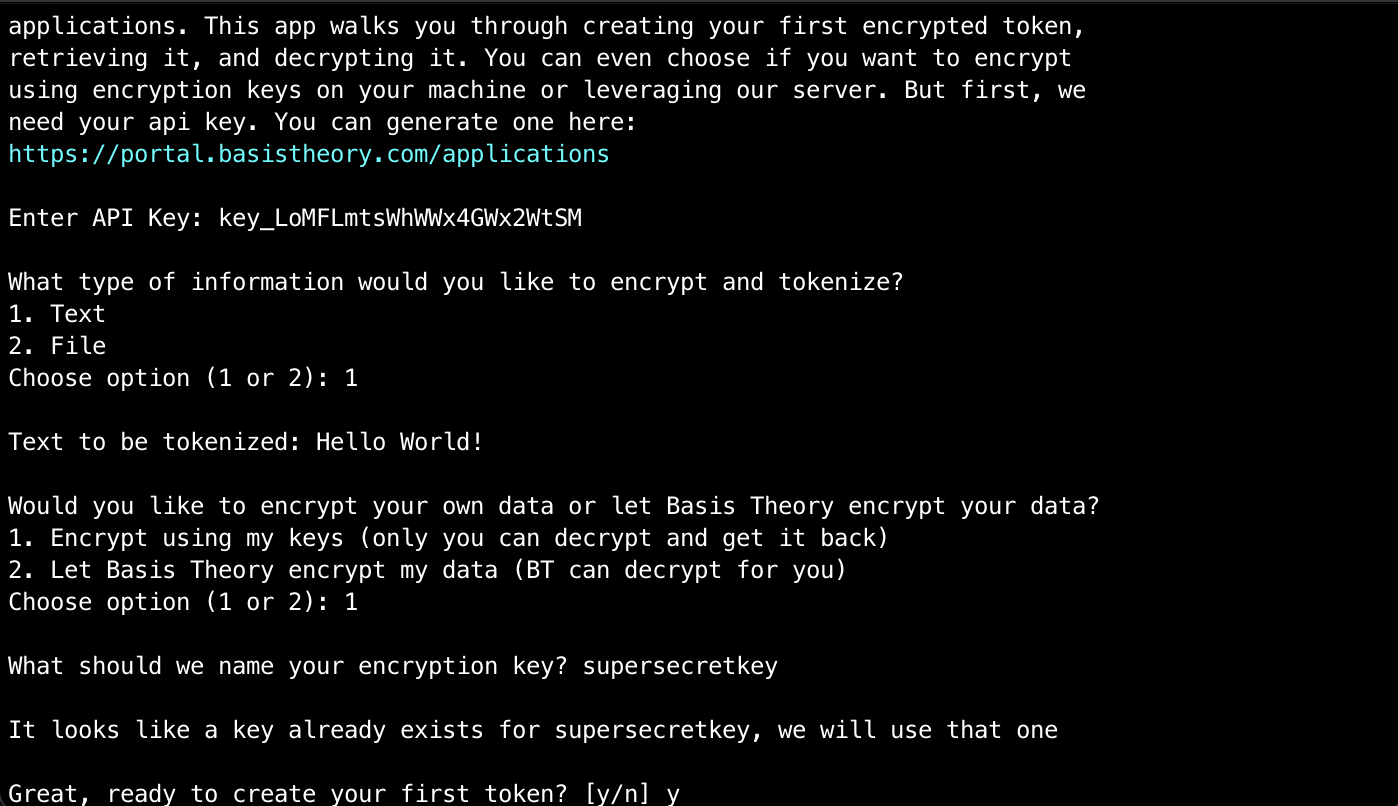 applications. This app walks you through creating your first encrypted token,
retrieving it, and decrypting it. You can even choose if you want to encrypt
using encryption keys on your machine or leveraging our server. But first, we
need your api key. You can generate one here:
https://portal.basistheory.com/applications
Enter API Key: key_LoMFLmtsWhWWx4GWx2WtSM
What type of information would you like to encrypt and tokenize?
1. Text
2. File
Choose option (1 or 2): 1
Text to be tokenized: Hello World!
Would you like to encrypt your own data or let Basis Theory encrypt your data?
1. Encrypt using my keys (only you can decrypt and get it back)
2. Let Basis Theory encrypt my data (BT can decrypt for you)
Choose option (1 or 2): 1
What should we name your encryption key? supersecretkey
It looks like a key already exists for supersecretkey, we will use that one
Great, ready to create your first token? [y/n] y